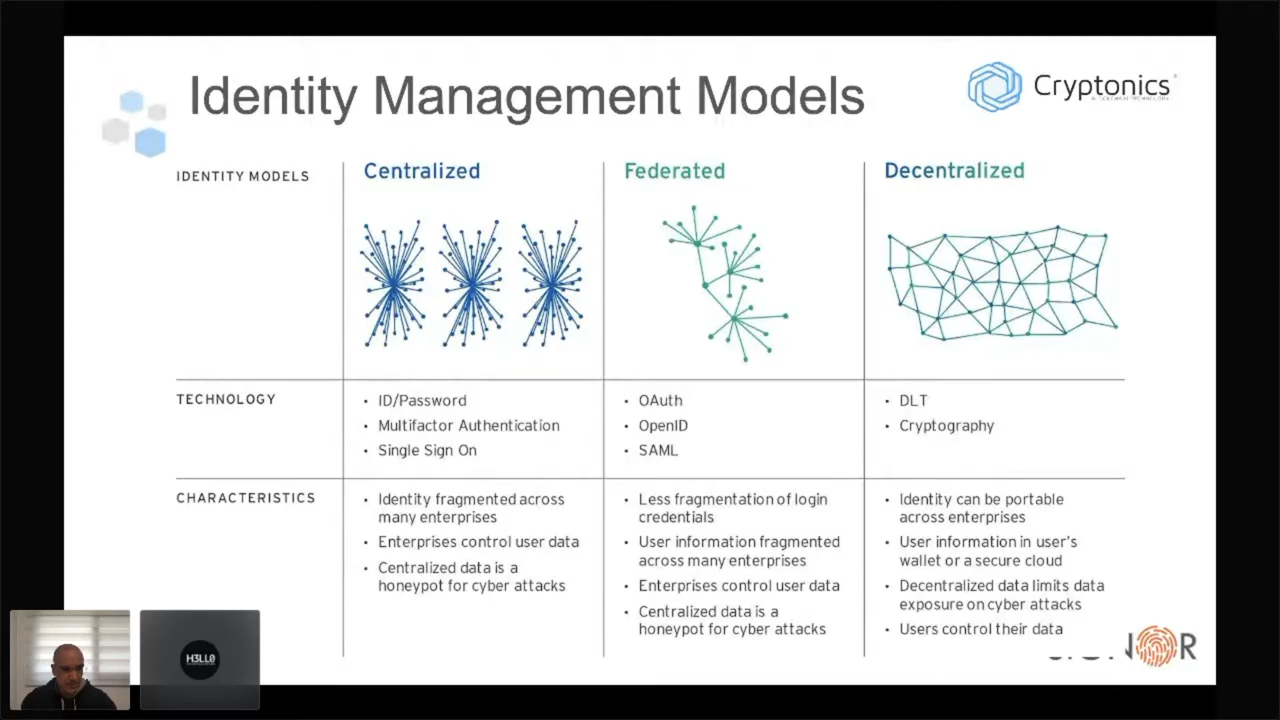 Identity Management Models
Cryptonics
IDENTITY MODELS
Centralized
Federated
Decentralized
TECHNOLOGY
• ID/Password
• Multifactor Authentication
• Single Sign On
• OAuth
• OpenID
• SAML
• DLT
• Cryptography
CHARACTERISTICS
• Identity fragmented across
many enterprises
• Enterprises control user data
• Centralized data is a
honeypot for cyber attacks
• Less fragmentation of login
credentials
• User information fragmented
across many enterprises
• Enterprises control user data
• Centralized data is a
honeypot for cyber attacks
• Identity can be portable
across enterprises
• User information in user's
wallet or a secure cloud
• Decentralized data limits data
exposure on cyber attacks
• Users control their data
H3LL0